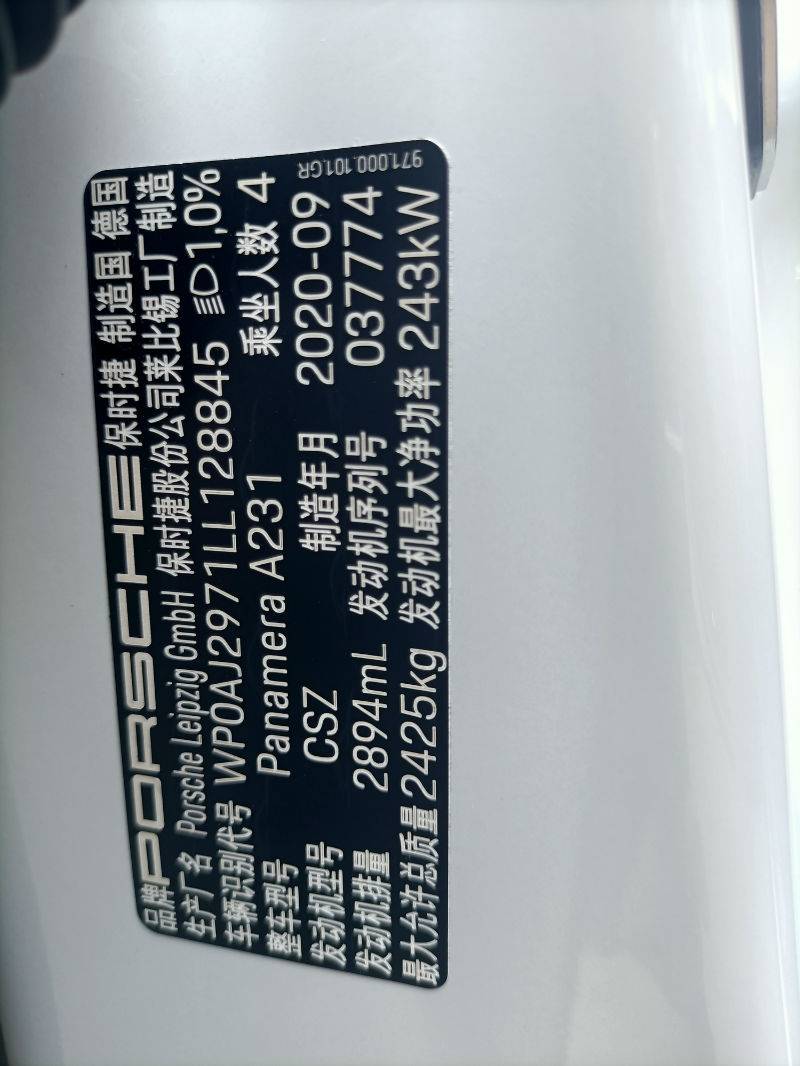 品牌 PORSCHE 保时捷 制造国 德国
生产厂名 Porsche Leipzig GmbH 保时捷股份公司莱比锡工厂制造
车辆识别代号 WP0AJ2971LL128845 1,0%
整车型号 Panamera A231 乘坐人数 4
发动机型号 CSZ 制造年月 2020-09
发动机排量 2894mL 发动机序列号 037774
最大允许总质量 2425kg 发动机最大净功率 243kW
971.000.101.GR